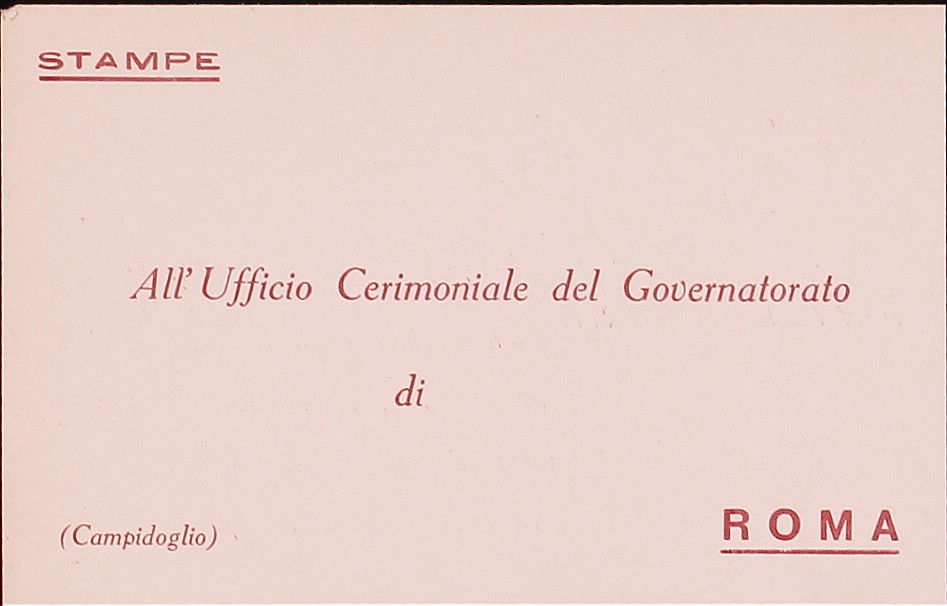 STAMPE
All' Ufficio Cerimoniale del Governatorato
di
(Campidoglio)
ROMA